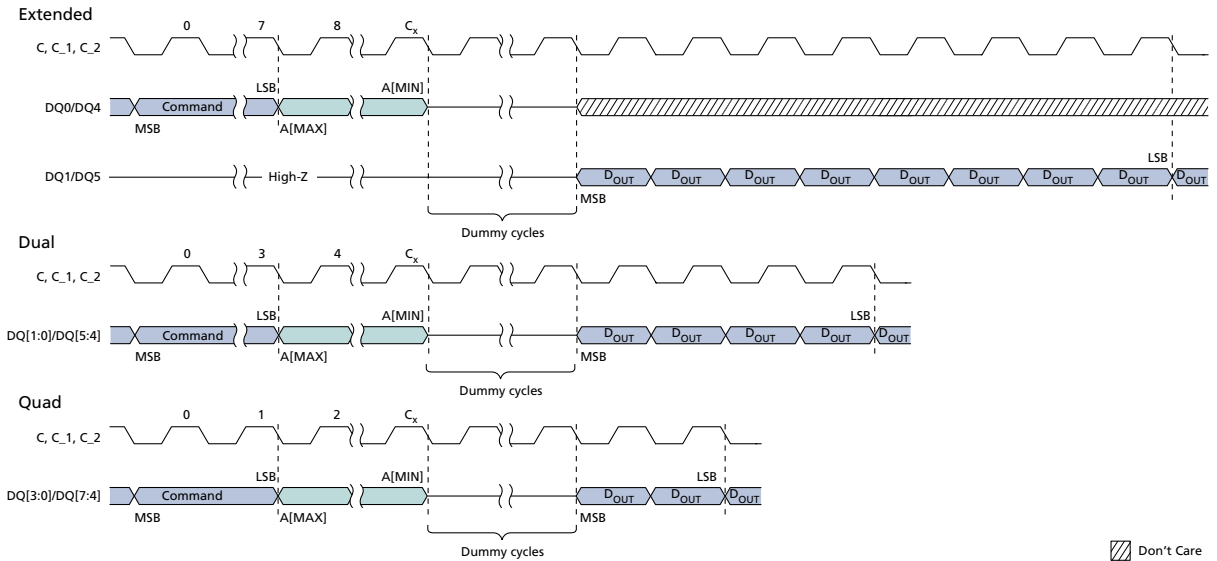 Extended
0 7 8 Cx
C, C_1, C_2
LSB A[MIN]
DQ0/DQ4 Command
MSB A[MAX]
LSB
DQ1/DQ5 High-Z DOUT DOUT DOUT DOUT DOUT DOUT DOUT DOUT DOUT
MSB
Dummy cycles
Dual
0 3 4 Cx
C, C_1, C_2
LSB A[MIN] LSB
DQ[1:0]/DQ[5:4] Command DOUT DOUT DOUT DOUT DOUT
MSB A[MAX] MSB
Dummy cycles
Quad
0 1 2 Cx
C, C_1, C_2
LSB A[MIN] LSB
DQ[3:0]/DQ[7:4] Command DOUT DOUT DOUT
MSB A[MAX] MSB
Dummy cycles
Don't Care